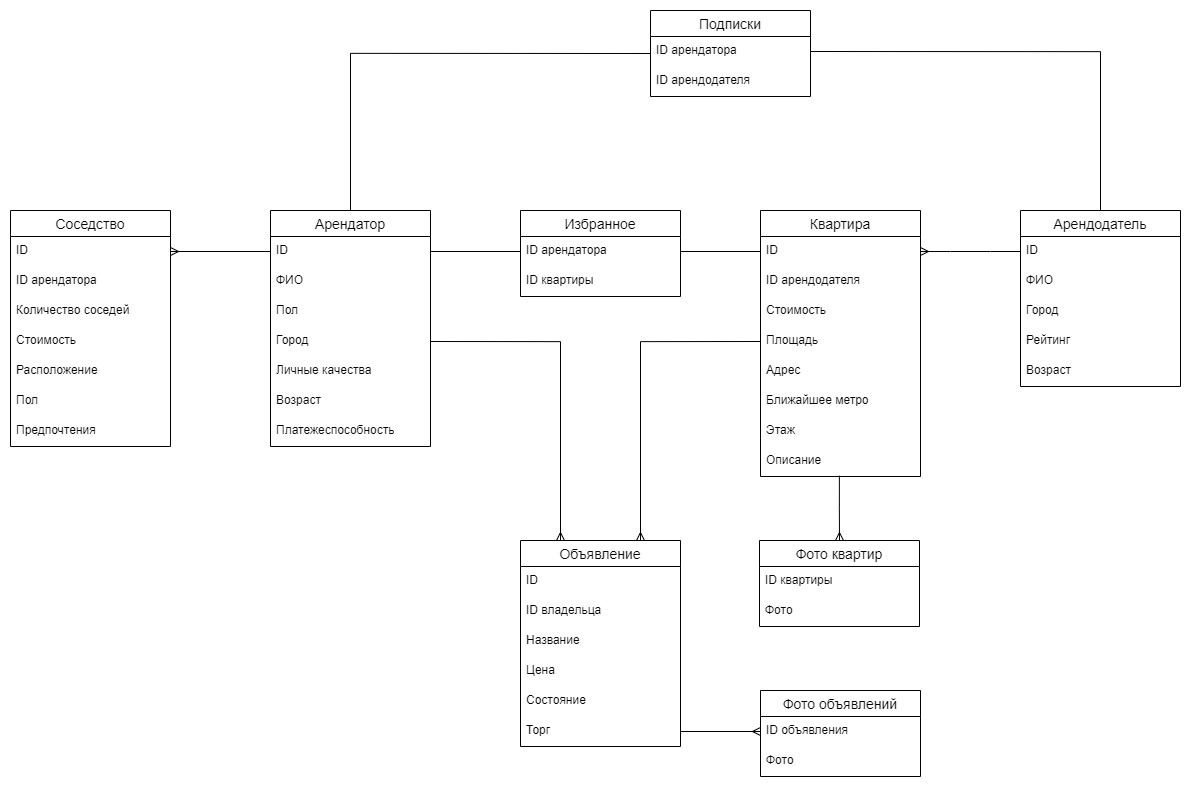 Подписки
ID арендатора
ID арендодателя
Соседство
ID
ID арендатора
Количество соседей
Стоимость
Расположение
Пол
Предпочтения
Арендатор
ID
ФИО
Пол
Город
Личные качества
Возраст
Платежеспособность
Избранное
ID арендатора
ID квартиры
Квартира
ID
ID арендодателя
Стоимость
Площадь
Адрес
Ближайшее метро
Этаж
Описание
Арендодатель
ID
ФИО
Город
Рейтинг
Возраст
Объявление
ID
ID владельца
Название
Цена
Состояние
Торг
Фото квартир
ID квартиры
Фото
Фото объявлений
ID объявления
Фото